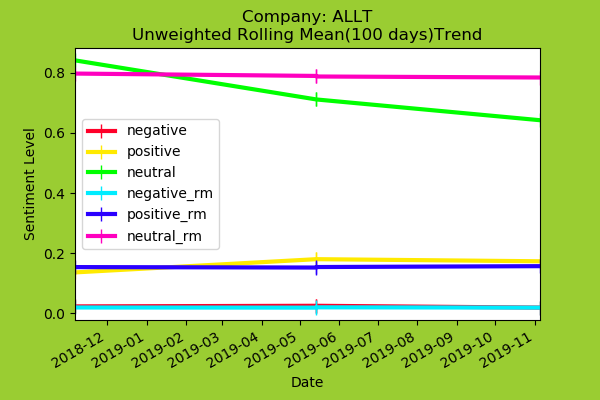 Company: ALLT
Unweighted Rolling Mean(100 days)Trend
Sentiment Level
0.8
0.6
0.4
0.2
0.0
negative
positive
neutral
negative_rm
positive_rm
neutral_rm
2018-12
2019-01
2019-02
2019-03
2019-04
2019-05
2019-06
2019-07
2019-08
2019-09
2019-10
2019-11
Date